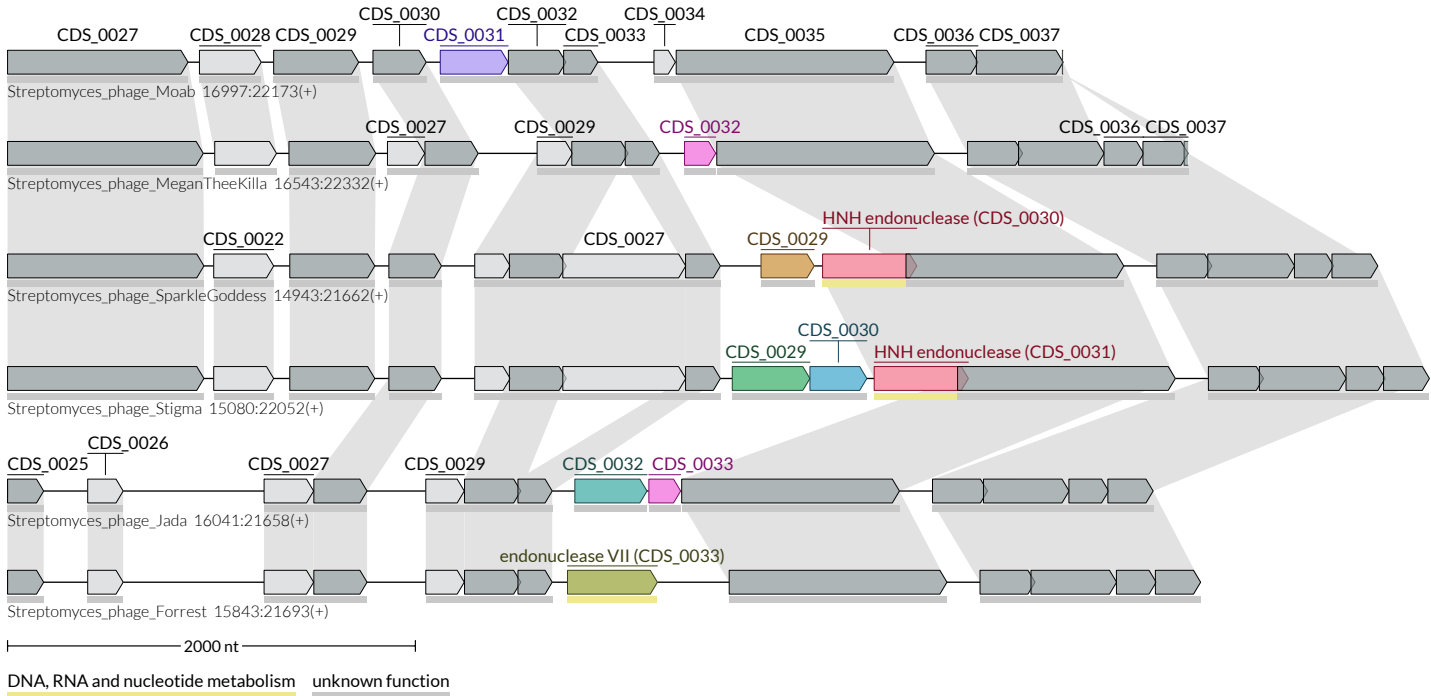 CDS_0030 CDS_0032 CDS_0034
CDS_0027 CDS_0028 CDS_0029 CDS_0031 CDS_0033 CDS_0035 CDS_0036 CDS_0037
Streptomyces_phage_Moab 16997:22173(+)
CDS_0027 CDS_0029 CDS_0032 CDS_0036 CDS_0037
Streptomyces_phage_MeganTheeKilla 16543:22332(+)
HNH endonuclease (CDS_0030)
CDS_0022 CDS_0027 CDS_0029
Streptomyces_phage_SparkleGoddess 14943:21662(+)
CDS_0030
CDS_0029 HNH endonuclease (CDS_0031)
Streptomyces_phage_Stigma 15080:22052(+)
CDS_0026
CDS_0025 CDS_0027 CDS_0029 CDS_0032 CDS_0033
Streptomyces_phage_Jada 16041:21658(+)
endonuclease VII (CDS_0033)
Streptomyces_phage_Forrest 15843:21693(+)
2000 nt
DNA, RNA and nucleotide metabolism unknown function